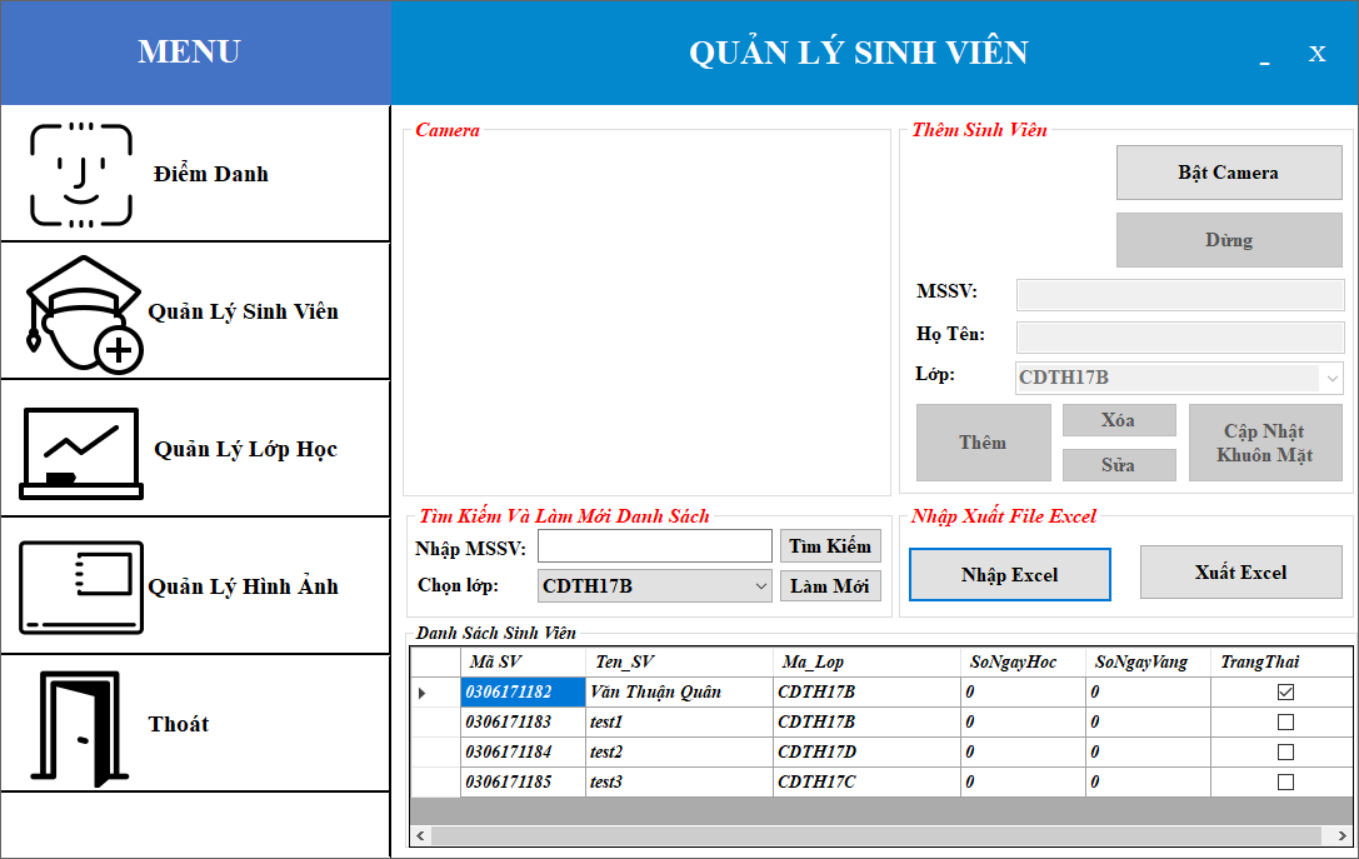 MENU
QUẢN LÝ SINH VIÊN
_ X
Điểm Danh
Quản Lý Sinh Viên
Quản Lý Lớp Học
Quản Lý Hình Ảnh
Thoát
Camera
Thêm Sinh Viên
Bật Camera
Dừng
MSSV:
Họ Tên:
Lớp: CDTH17B
Thêm
Xóa
Sửa
Cập Nhật
Khuôn Mặt
Tìm Kiếm Và Làm Mới Danh Sách
Nhập MSSV: Tìm Kiếm
Chọn lớp: CDTH17B Làm Mới
Nhập Xuất File Excel
Nhập Excel Xuất Excel
Danh Sách Sinh Viên
Mã SV Ten_SV Ma_Lop SoNgayHoc SoNgayVang TrangThai
0306171182 Văn Thuận Quân CDTH17B 0 0
0306171183 test1 CDTH17B 0 0
0306171184 test2 CDTH17D 0 0
0306171185 test3 CDTH17C 0 0